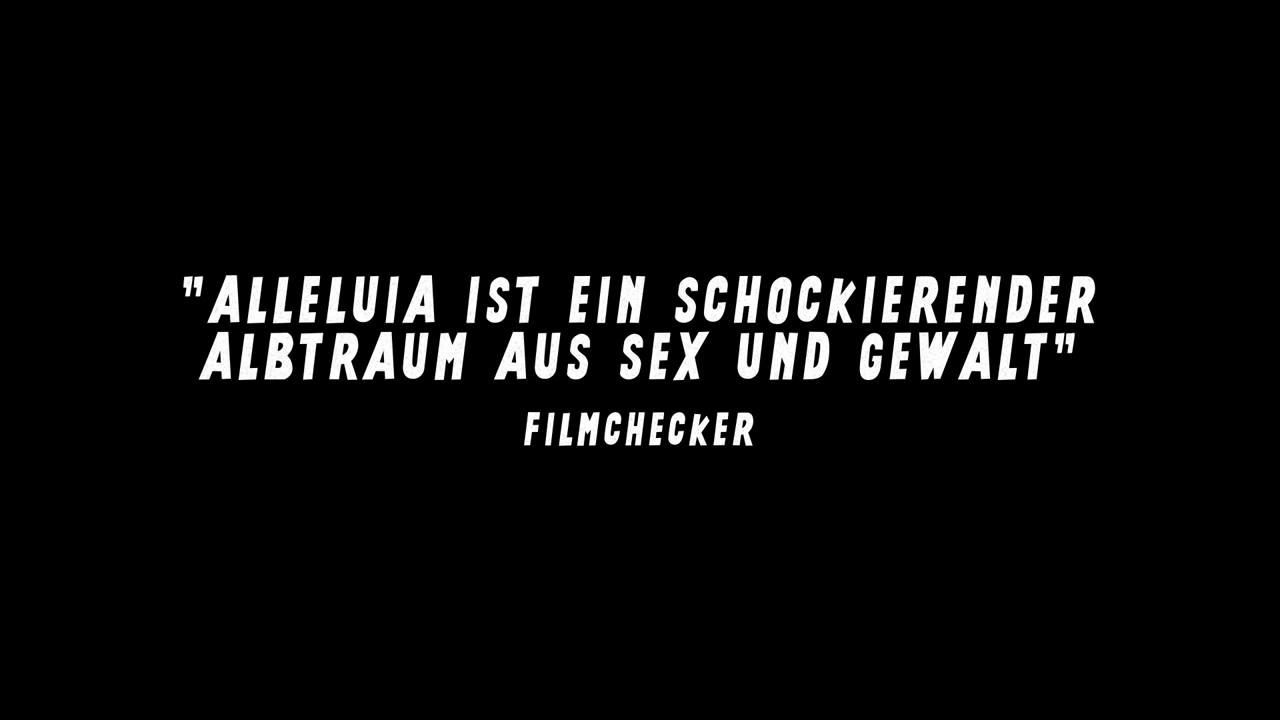 "ALLELUIA IST EIN SCHOCKIERENDER
ALBTRAUM AUS SEX UND GEWALT"
FILMCHECKER